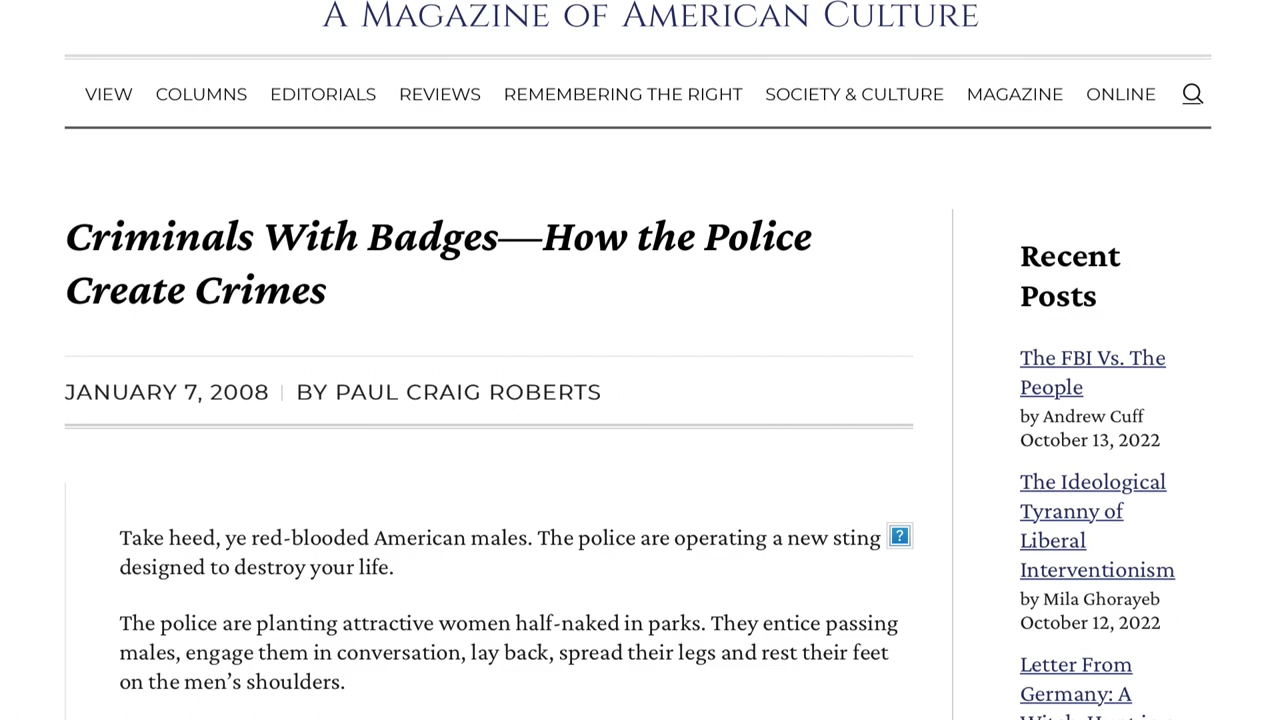 A Magazine of American Culture
VIEW COLUMNS EDITORIALS REVIEWS REMEMBERING THE RIGHT SOCIETY & CULTURE MAGAZINE ONLINE
Criminals With Badges—How the Police
Create Crimes
JANUARY 7, 2008 | BY PAUL CRAIG ROBERTS
Take heed, ye red-blooded American males. The police are operating a new sting
designed to destroy your life.
The police are planting attractive women half-naked in parks. They entice passing
males, engage them in conversation, lay back, spread their legs and rest their feet
on the men’s shoulders.
Recent
Posts
The FBI Vs. The
People
by Andrew Cuff
October 13, 2022
The Ideological
Tyranny of
Liberal
Interventionism
by Mila Ghorayeb
October 12, 2022
Letter From
Germany: A